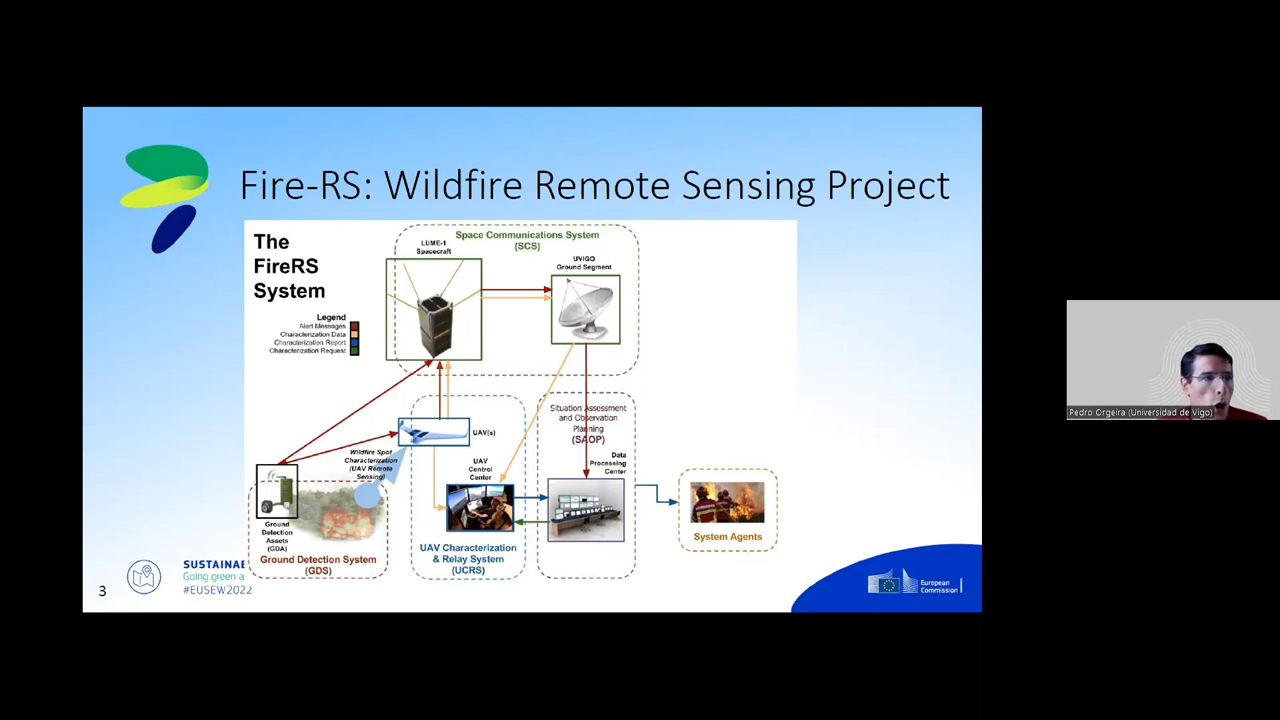 Fire-RS: Wildfire Remote Sensing Project
The
FireRS
System
Legend
Alert Messages
Characterization Data
Characterization Report
Characterization Request
LUME-1
Spacecraft
Space Communications System
(SCS)
UVIGO
Ground Segment
UAV(s)
Wildfire Spot
Characterization
(UAV Remote
Sensing)
Situation Assessment
and Observation
Planning
(SAOP)
UAV
Control
Center
Data
Processing
Center
Ground
Detection
Assets
(GDA)
Ground Detection System
(GDS)
UAV Characterization
& Relay System
(UCRS)
System Agents
3
SUSTAINAE
Going green a
#EUSEW2022
European
Commission
Pedro Orgeira (Universidad de Vigo)